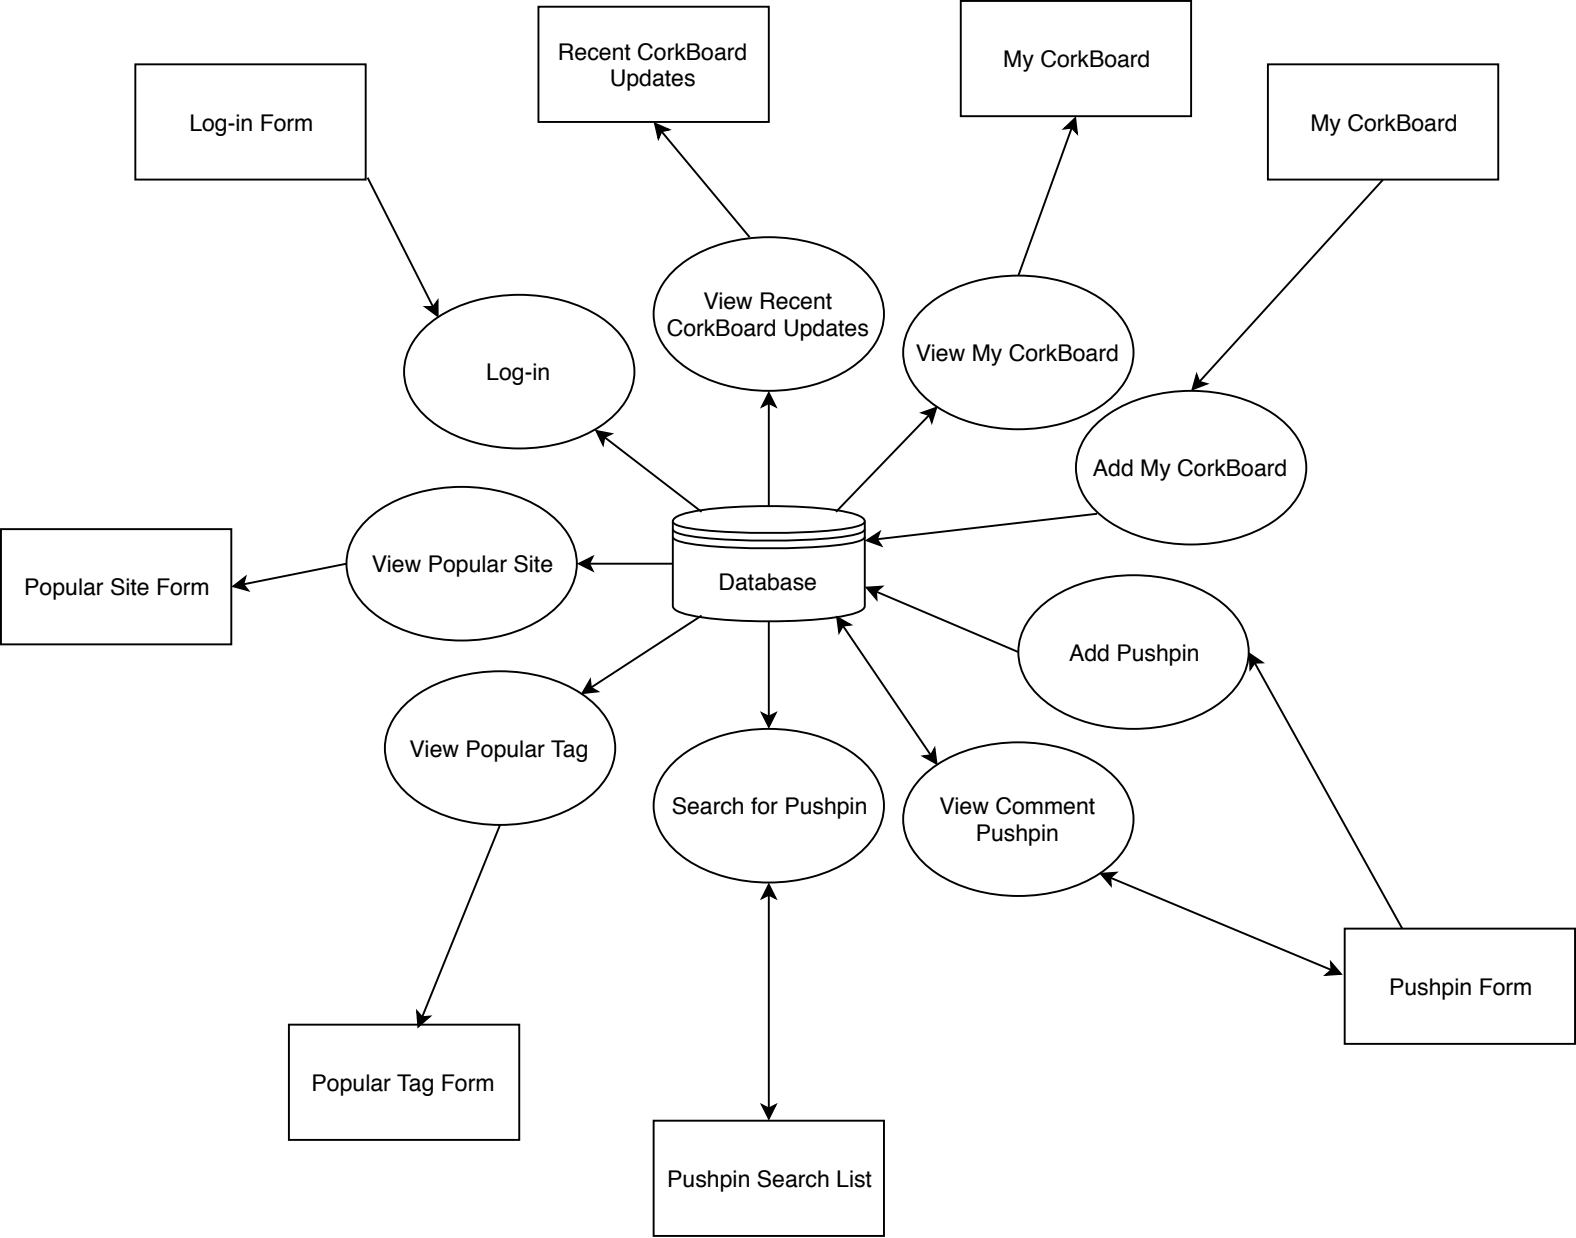 Recent CorkBoard
Updates
My CorkBoard
Log-in Form
My CorkBoard
View Recent
CorkBoard Updates
View My CorkBoard
Log-in
Add My CorkBoard
View Popular Site
Database
Popular Site Form
Add Pushpin
View Popular Tag
Search for Pushpin
View Comment
Pushpin
Pushpin Form
Popular Tag Form
Pushpin Search List